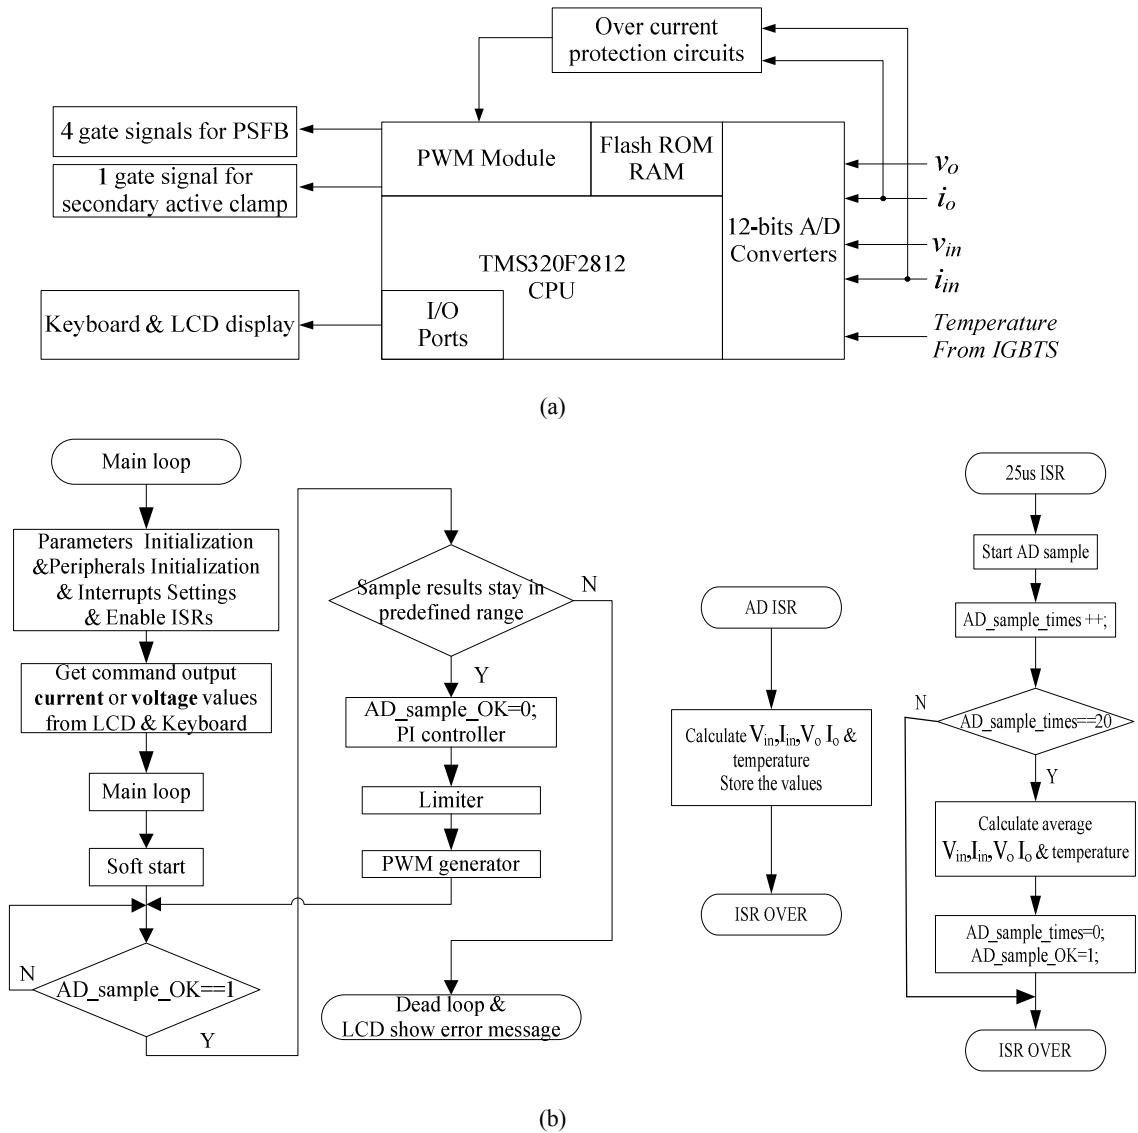 Over current
protection circuits
4 gate signals for PSFB
1 gate signal for
secondary active clamp
PWM Module
Flash ROM
RAM
12-bits A/D
Converters
TMS320F2812
CPU
I/O
Ports
Keyboard & LCD display
vo
io
vin
iin
Temperature
From IGBTS
(a)
Main loop
Parameters Initialization
&Peripherals Initialization
& Interrupts Settings
& Enable ISRs
Get command output
current or voltage values
from LCD & Keyboard
Main loop
Soft start
N
AD_sample_OK==1
Y
Sample results stay in
predefined range
N
Y
AD_sample_OK=0;
PI controller
Limiter
PWM generator
Dead loop &
LCD show error message
AD ISR
Calculate Vin,Iin,Vo Io &
temperature
Store the values
ISR OVER
25us ISR
Start AD sample
AD_sample_times ++;
N
AD_sample_times==20
Y
Calculate average
Vin,Iin,Vo Io & temperature
AD_sample_times=0;
AD_sample_OK=1;
ISR OVER
(b)